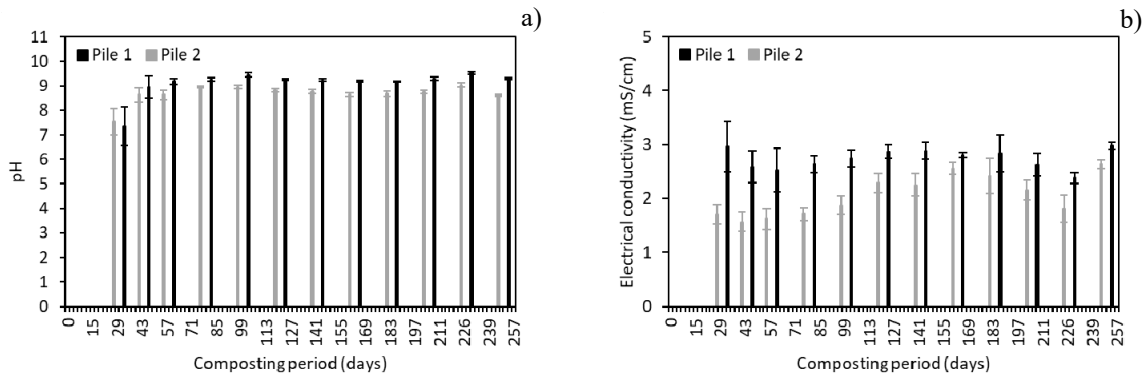 a)
11
10
9
8
7
6
5
4
3
2
1
0
pH
Pile 1 Pile 2
0 15 29 43 57 71 85 99 113 127 141 155 169 183 197 211 226 239 257
Composting period (days)
b)
5
4
3
2
1
0
Electrical conductivity (mS/cm)
Pile 1 Pile 2
0 15 29 43 57 71 85 99 113 127 141 155 169 183 197 211 226 239 257
Composting period (days)